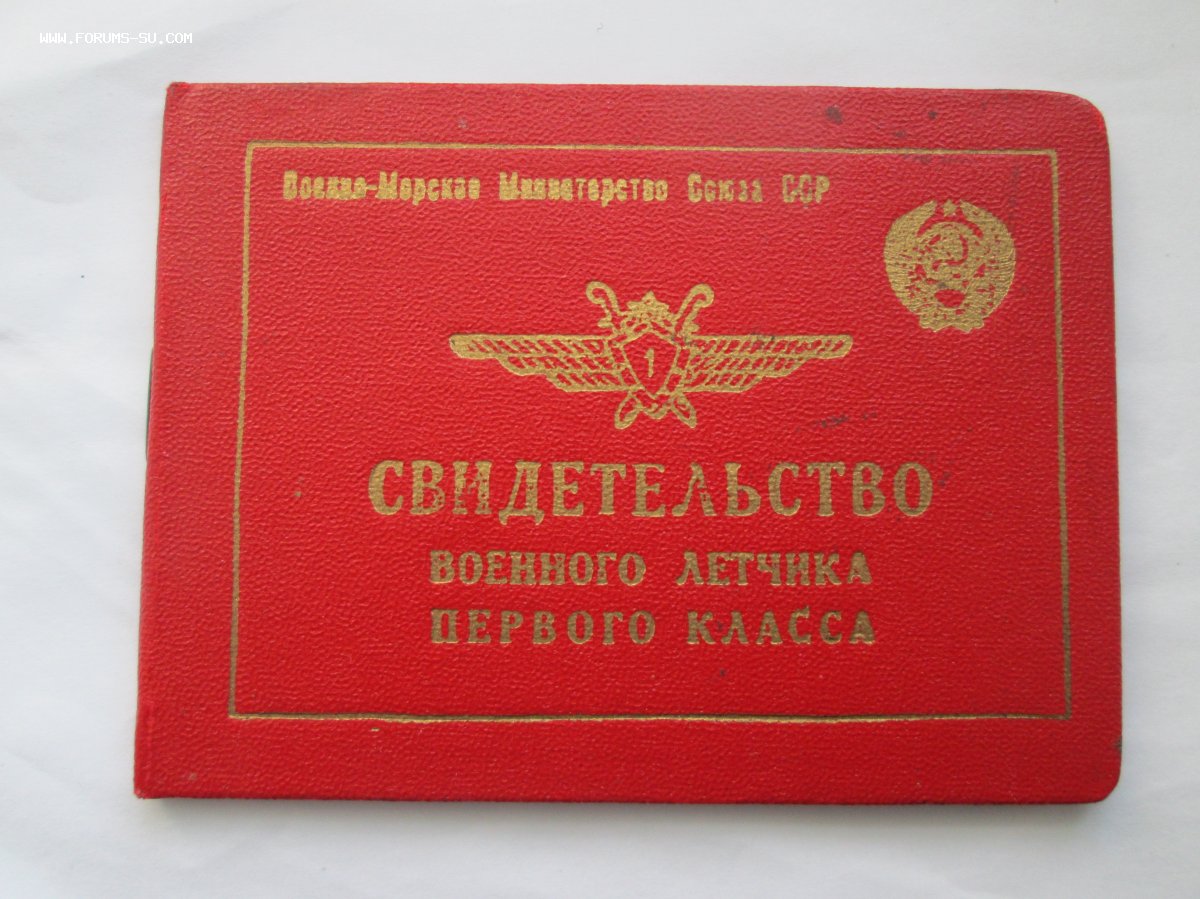 WWW.FORUMS-SU.COM
Военно-Морское Министерство Союза ССР
1
СВИДЕТЕЛЬСТВО
ВОЕННОГО ЛЕТЧИКА
ПЕРВОГО КЛАССА